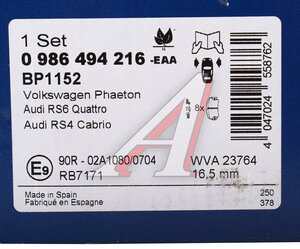 1 Set
0 986 494 216 -EAA
BP1152
Volkswagen Phaeton
Audi RS6 Quattro
Audi RS4 Cabrio
8x
4 047024 558762
E9
90R - 02A1080/0704
RB7171
WVA 23764
16,5 mm
Made in Spain
Fabriqué en Espagne
250
378